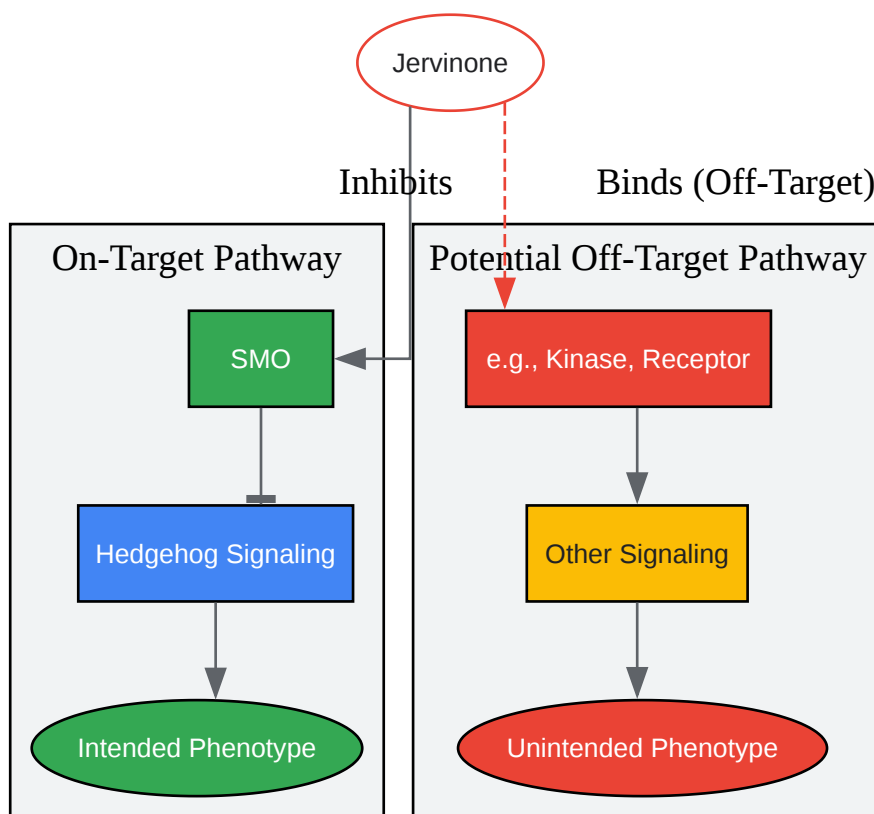 Jervinone
Inhibits
Binds (Off-Target)
On-Target Pathway
Potential Off-Target Pathway
SMO
e.g., Kinase, Receptor
Hedgehog Signaling
Other Signaling
Intended Phenotype
Unintended Phenotype